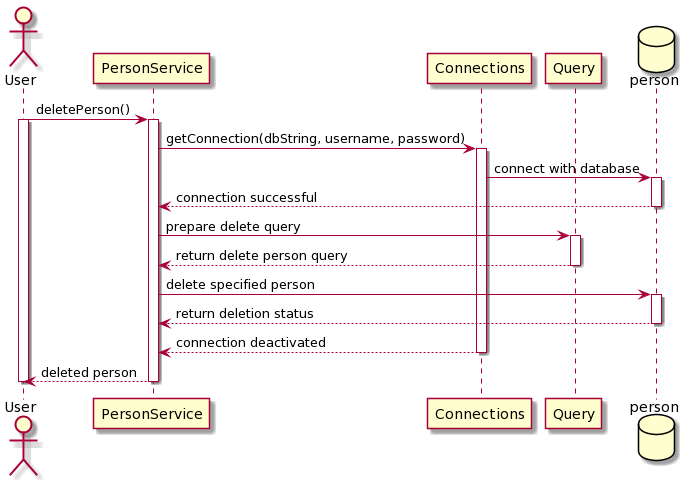 User
PersonService
Connections
Query
person
deletePerson()
getConnection(dbString, username, password)
connect with database
connection successful
prepare delete query
return delete person query
delete specified person
return deletion status
connection deactivated
deleted person
User
PersonService
Connections
Query
person